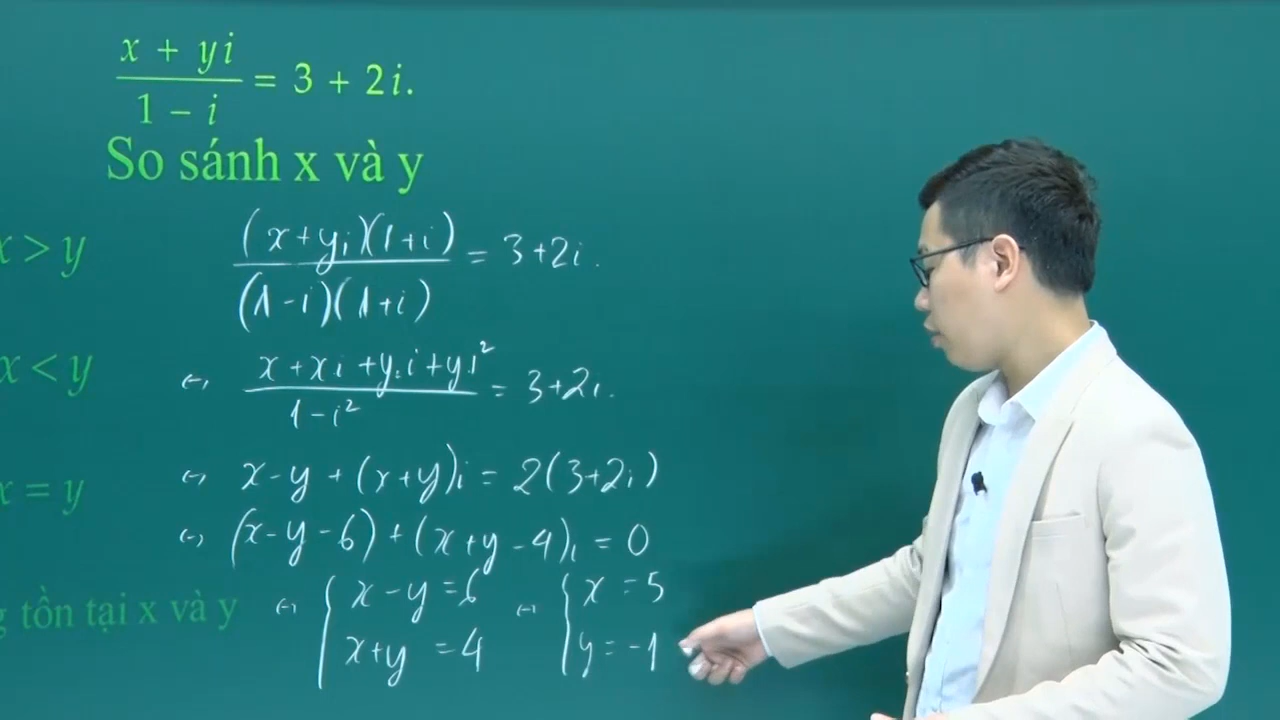 x + yi / 1 − i = 3 + 2i.
So sánh x và y
x > y
(x+yi)(1+i) / (1−i)(1+i) = 3+2i.
x < y
⇔ x+xi+yi+yi² / 1−i² = 3+2i.
x = y
⇔ x−y+(x+y)i = 2(3+2i)
⇔ (x−y−6)+(x+y−4)i = 0
tồn tại x và y
⇔ { x−y=6 ⇔ { x=5
x+y=4 y=−1